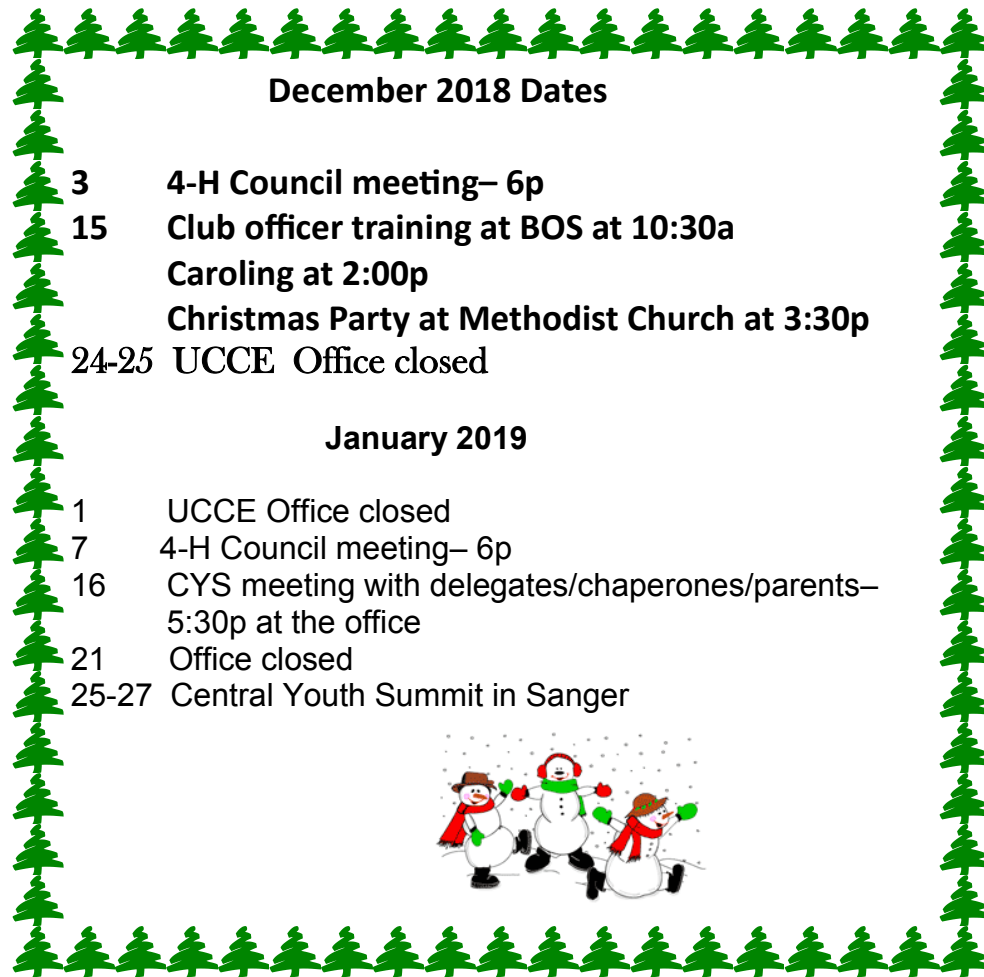 December 2018 Dates
3 4-H Council meeting– 6p
15 Club officer training at BOS at 10:30a
Caroling at 2:00p
Christmas Party at Methodist Church at 3:30p
24-25 UCCE Office closed
January 2019
1 UCCE Office closed
7 4-H Council meeting– 6p
16 CYS meeting with delegates/chaperones/parents–
5:30p at the office
21 Office closed
25-27 Central Youth Summit in Sanger